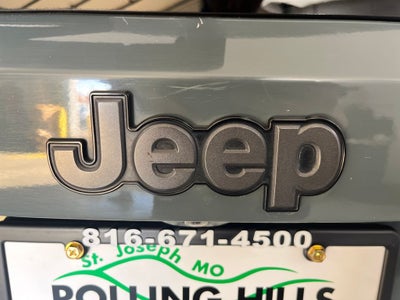 Jeep
816-671-4500
St. Joseph MO
ROLLING HILLS